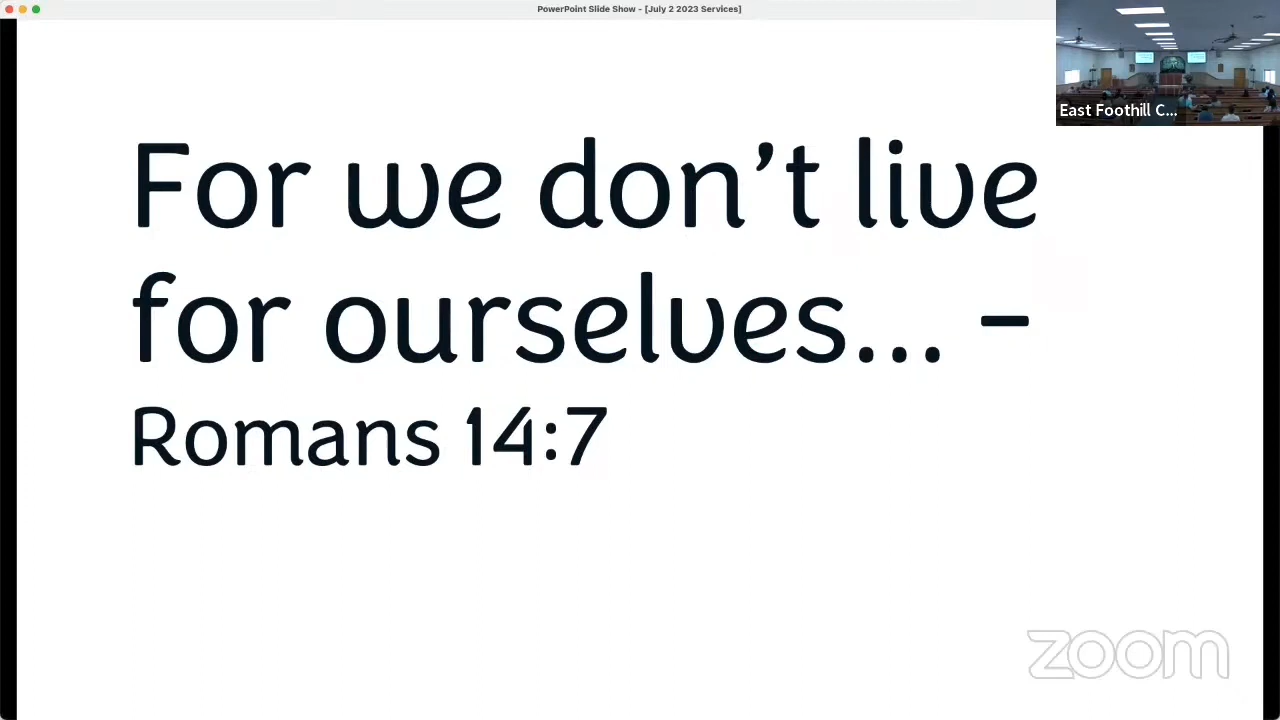 PowerPoint Slide Show - [July 2 2023 Services]
East Foothill C...
For we don’t live
for ourselves... -
Romans 14:7
zoom